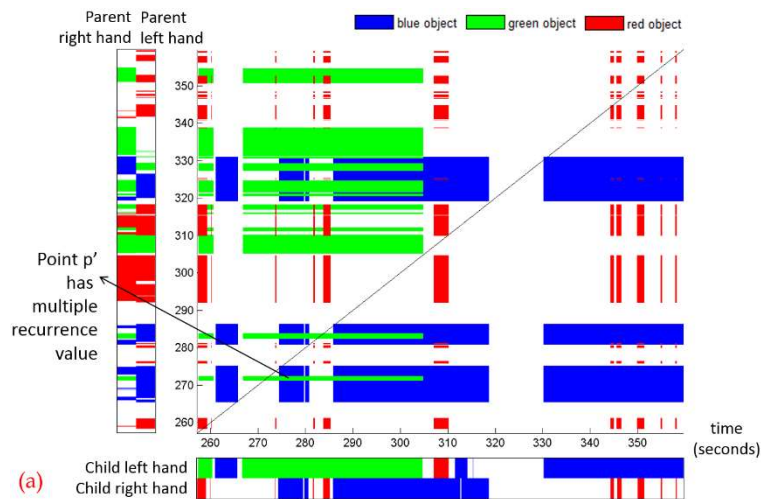 Parent Parent
right hand left hand
blue object green object red object
350
340
330
320
310
300
290
280
270
260
Point p'
has
multiple
recurrence
value
260 270 280 290 300 310 320 330 340 350
time
(seconds)
(a)
Child left hand
Child right hand